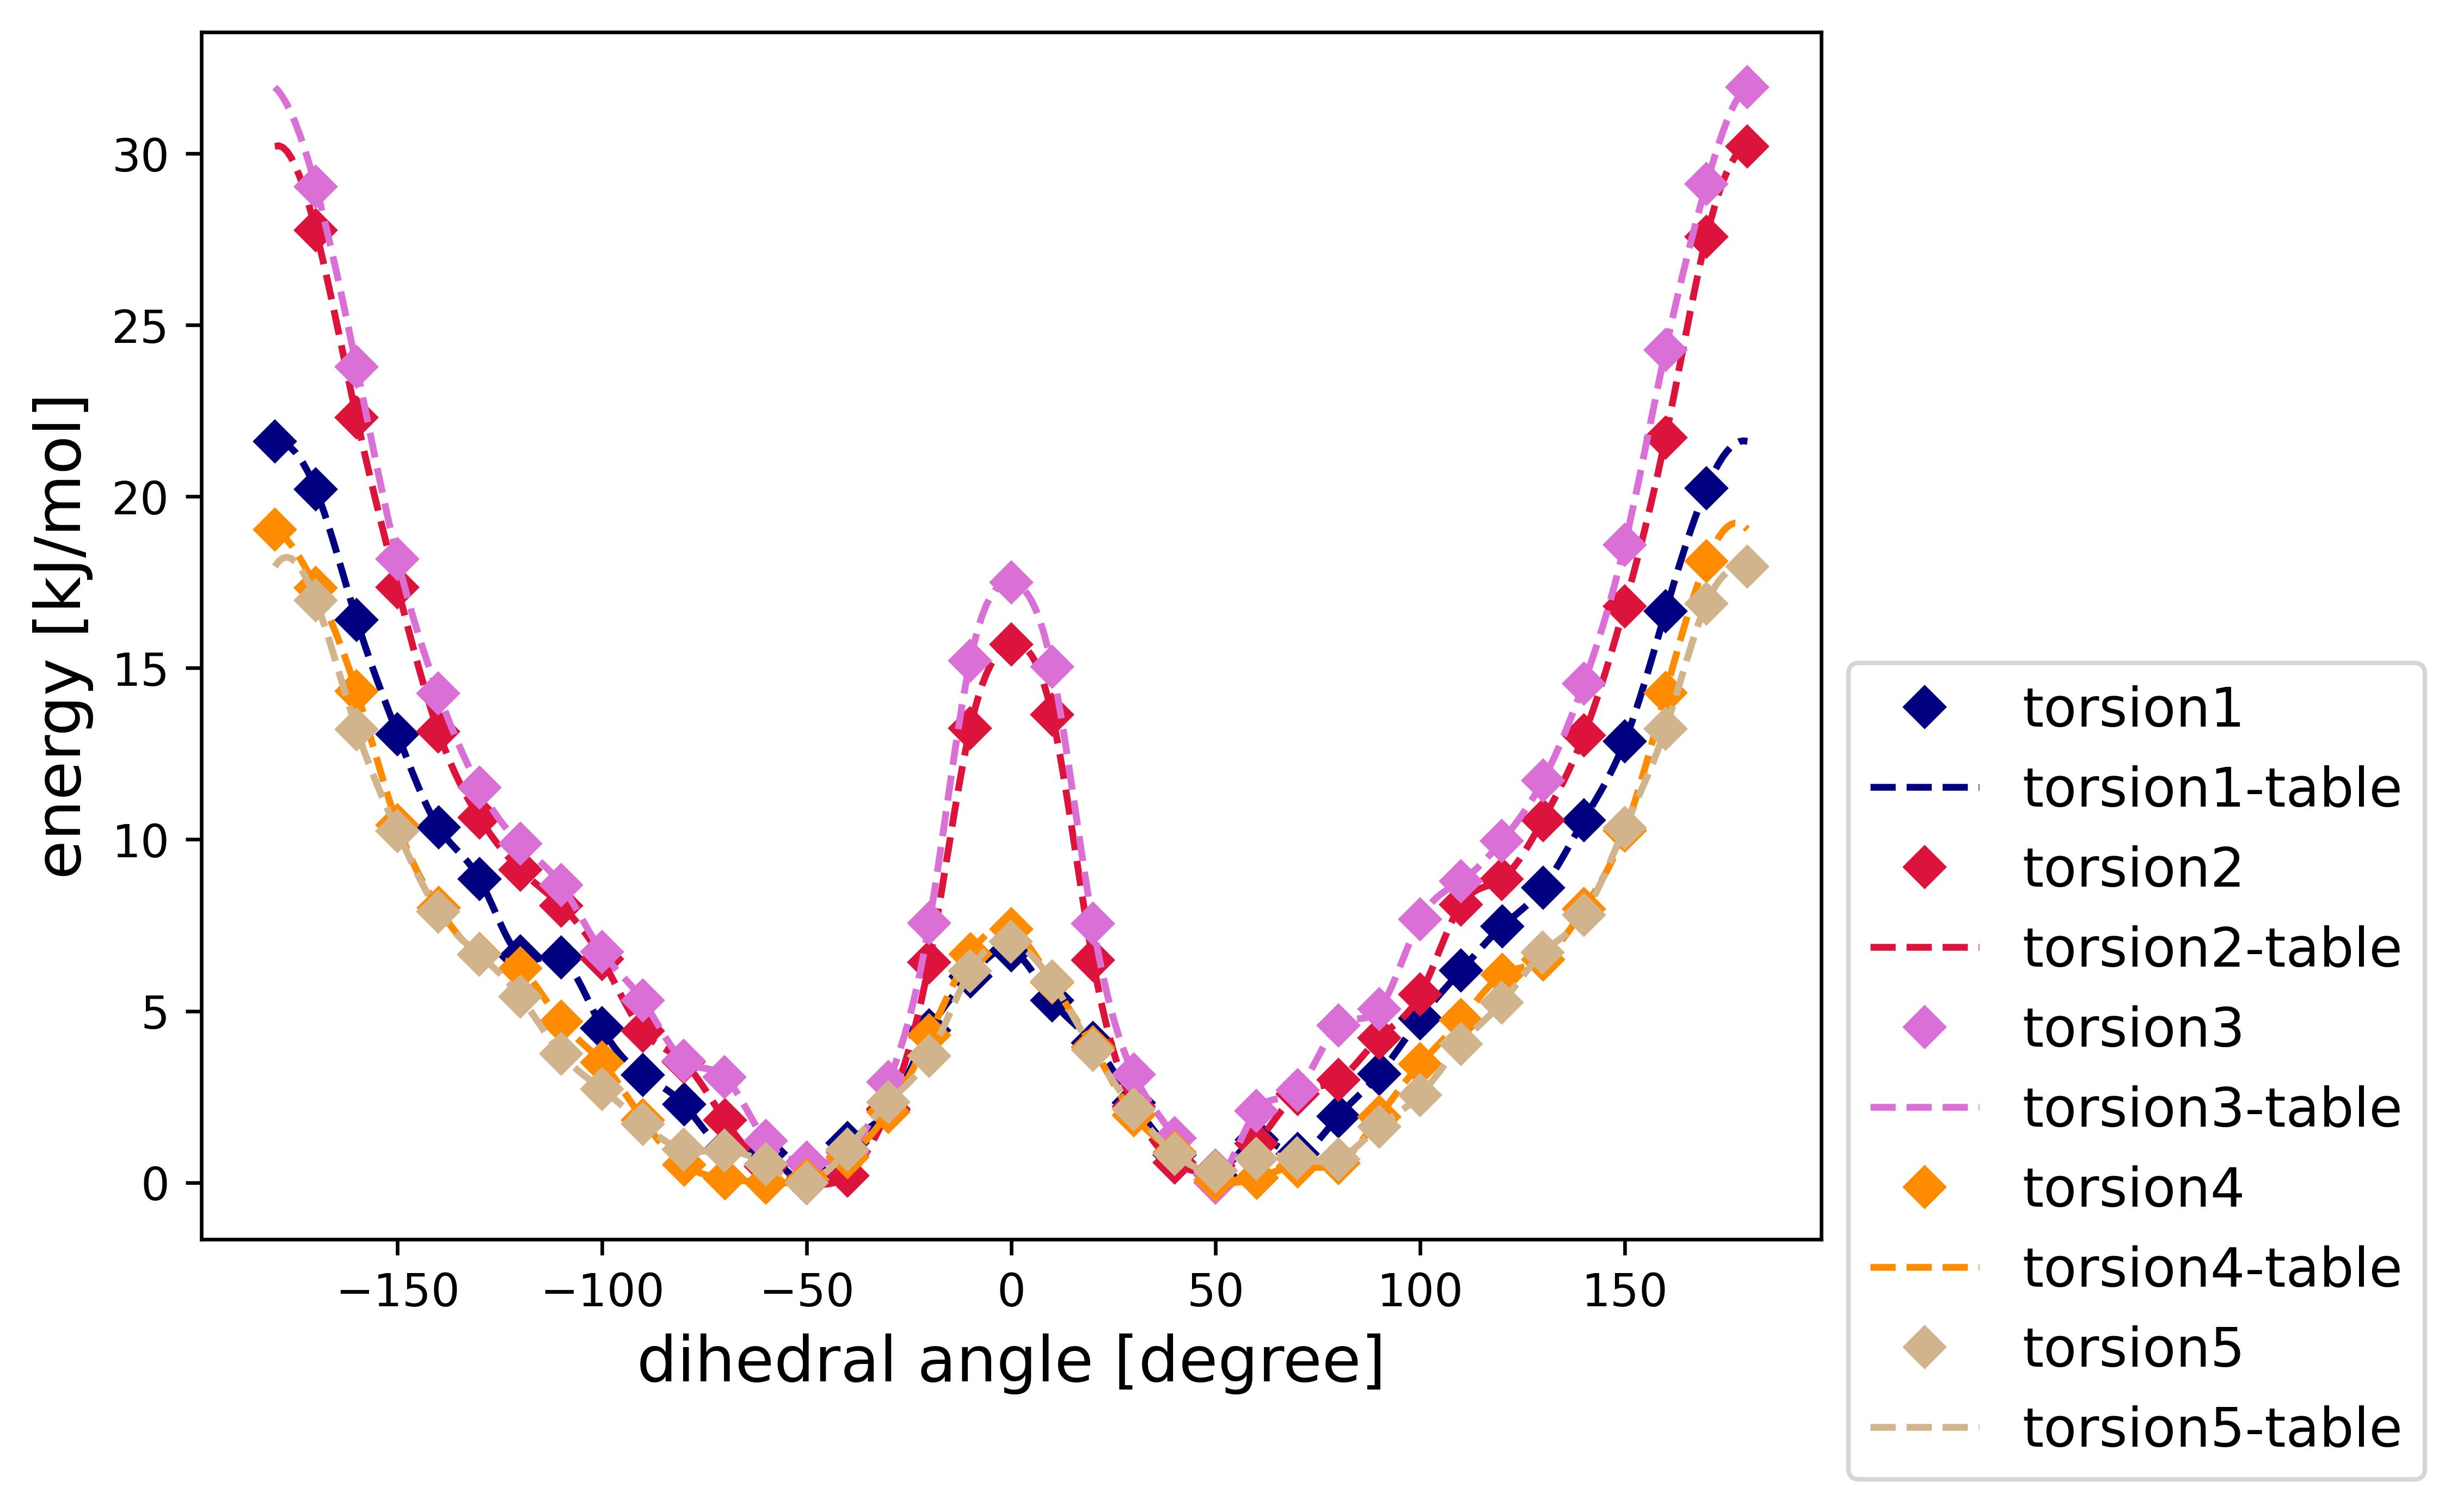 30
25
20
15
10
5
0
energy [kJ/mol]
−150 −100 −50 0 50 100 150
dihedral angle [degree]
torsion1
torsion1-table
torsion2
torsion2-table
torsion3
torsion3-table
torsion4
torsion4-table
torsion5
torsion5-table